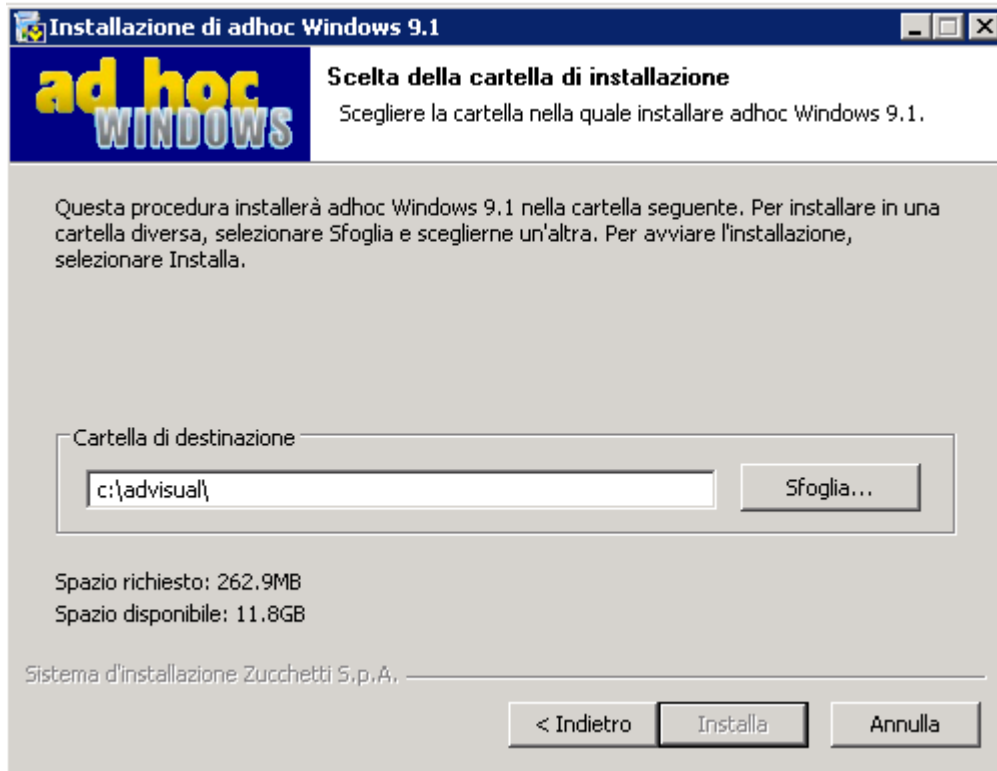 Installazione di adhoc Windows 9.1
ad hoc
WINDOWS
Scelta della cartella di installazione
Scegliere la cartella nella quale installare adhoc Windows 9.1.
Questa procedura installerà adhoc Windows 9.1 nella cartella seguente. Per installare in una
cartella diversa, selezionare Sfoglia e sceglierne un'altra. Per avviare l'installazione,
selezionare Installa.
Cartella di destinazione
c:\advisual\
Sfoglia...
Spazio richiesto: 262.9MB
Spazio disponibile: 11.8GB
Sistema d'installazione Zucchetti S.p.A.
< Indietro
Installa
Annulla